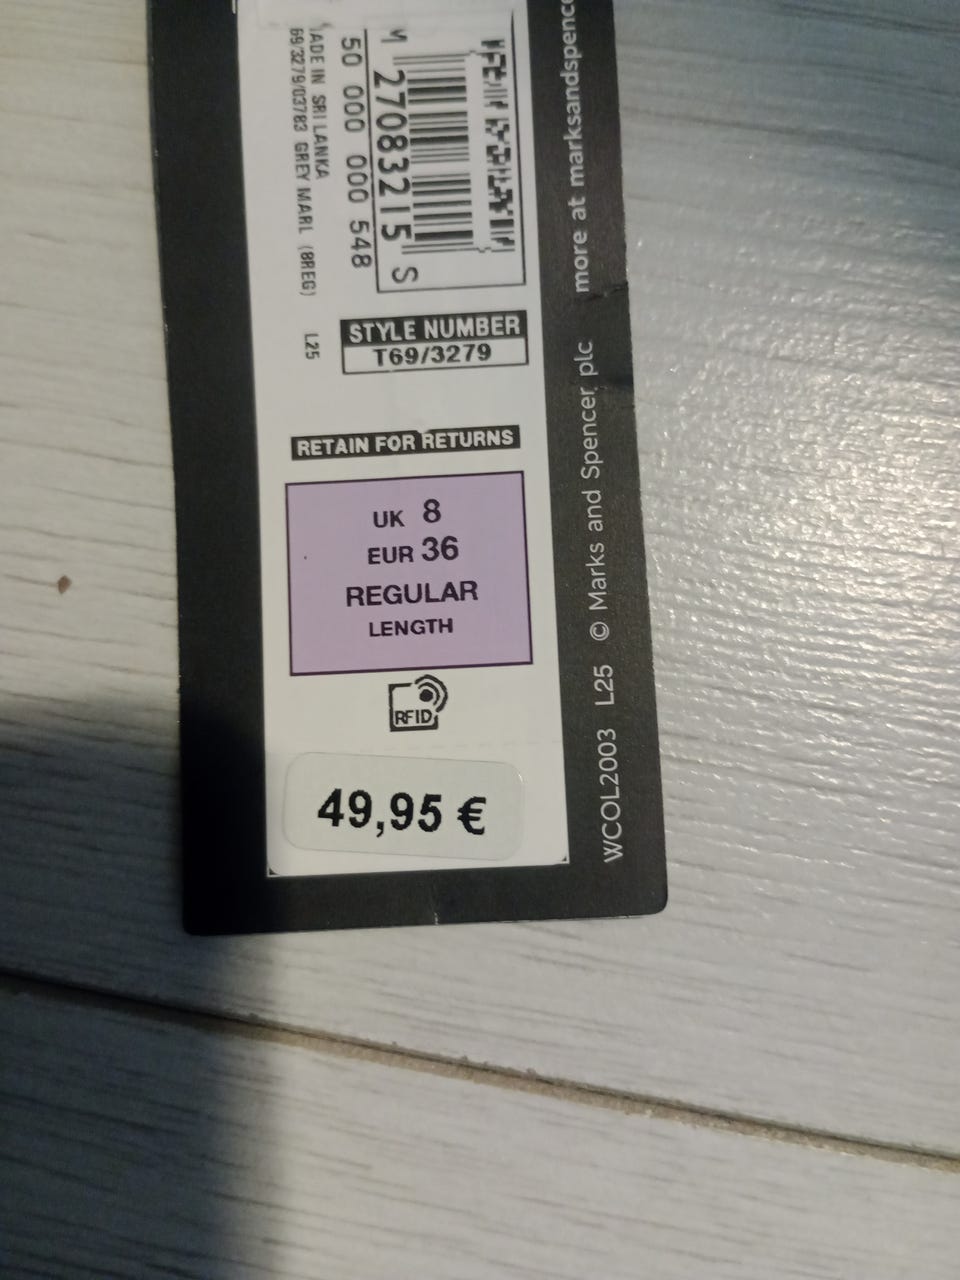 M 27083215 S
50 000 000 548
MADE IN SRI LANKA
69/3279/03783 GREY MARL (8REG) L25
STYLE NUMBER
T69/3279
RETAIN FOR RETURNS
UK 8
EUR 36
REGULAR
LENGTH
RFID
49,95 €
WCOL2003 L25 © Marks and Spencer plc more at marksandspenc